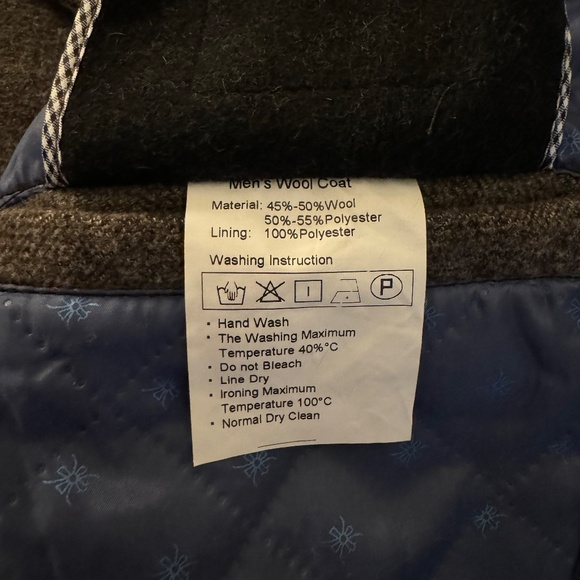 Men's Wool Coat
Material: 45%-50%Wool
50%-55%Polyester
Lining: 100%Polyester
Washing Instruction
P
· Hand Wash
· The Washing Maximum
Temperature 40%°C
· Do not Bleach
· Line Dry
· Ironing Maximum
Temperature 100°C
· Normal Dry Clean